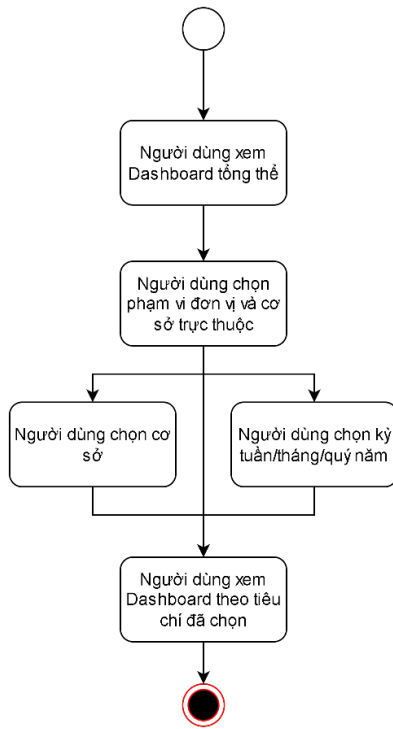 Người dùng xem
Dashboard tổng thể
Người dùng chọn
phạm vi đơn vị và cơ
sở trực thuộc
Người dùng chọn cơ
sở
Người dùng chọn kỳ
tuần/tháng/quý năm
Người dùng xem
Dashboard theo tiêu
chí đã chọn